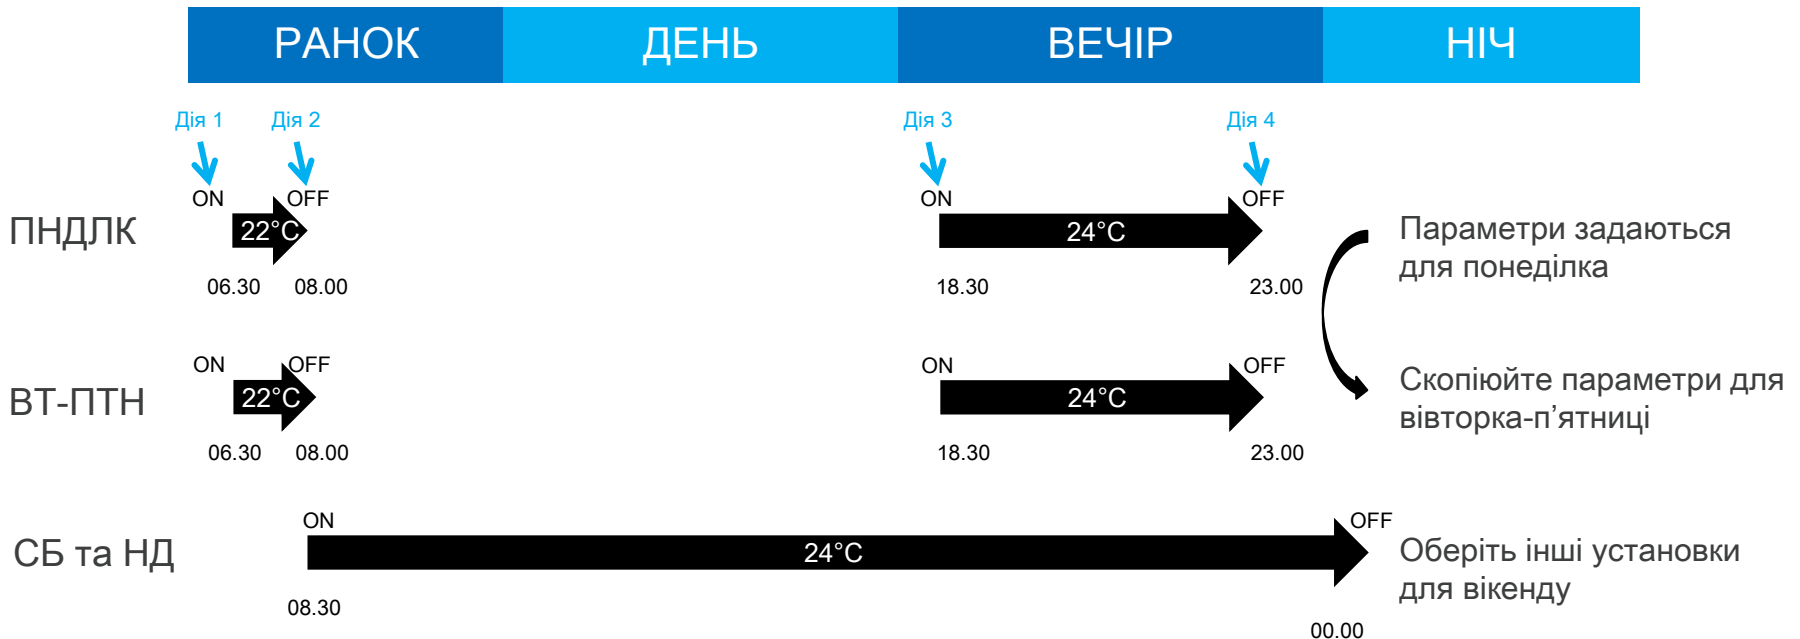 РАНОК ДЕНЬ ВЕЧІР НІЧ
Дія 1 Дія 2 Дія 3 Дія 4
ON OFF ON OFF
ПНДЛК 22°C 24°C Параметри задаються
для понеділка
06.30 08.00 18.30 23.00
ON OFF ON OFF
ВТ-ПТН 22°C 24°C Скопіюйте параметри для
вівторка-п’ятниці
06.30 08.00 18.30 23.00
ON OFF
СБ та НД 24°C Оберіть інші установки
для вікенду
08.30
00.00